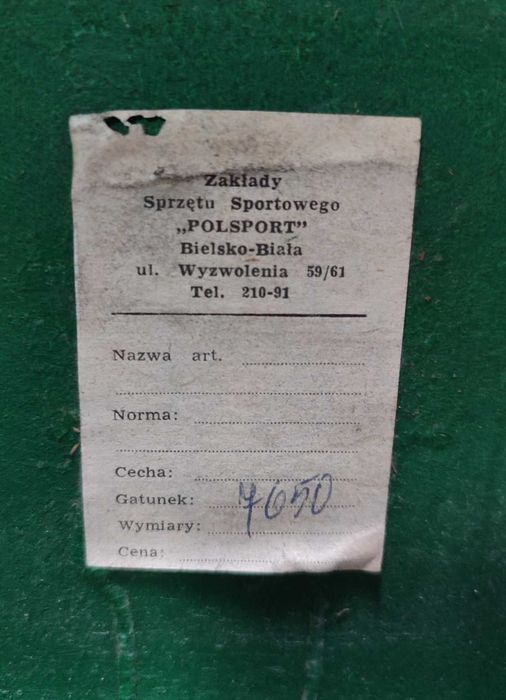 Zakłady
Sprzętu Sportowego
„POLSPORT”
Bielsko-Biała
ul. Wyzwolenia 59/61
Tel. 210-91
Nazwa art.
Norma:
Cecha:
Gatunek: 7650
Wymiary:
Cena: